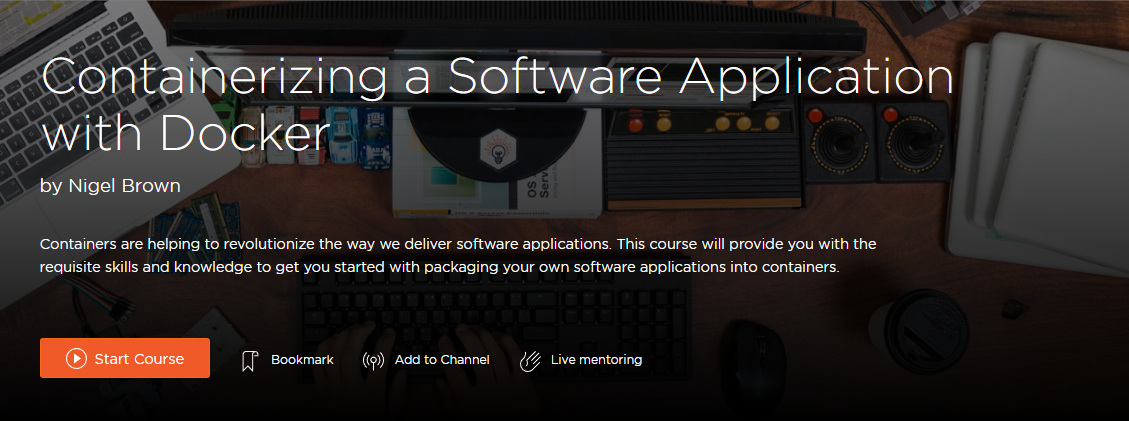 Containerizing a Software Application
with Docker
by Nigel Brown
Containers are helping to revolutionize the way we deliver software applications. This course will provide you with the
requisite skills and knowledge to get you started with packaging your own software applications into containers.
Start Course
Bookmark
Add to Channel
Live mentoring